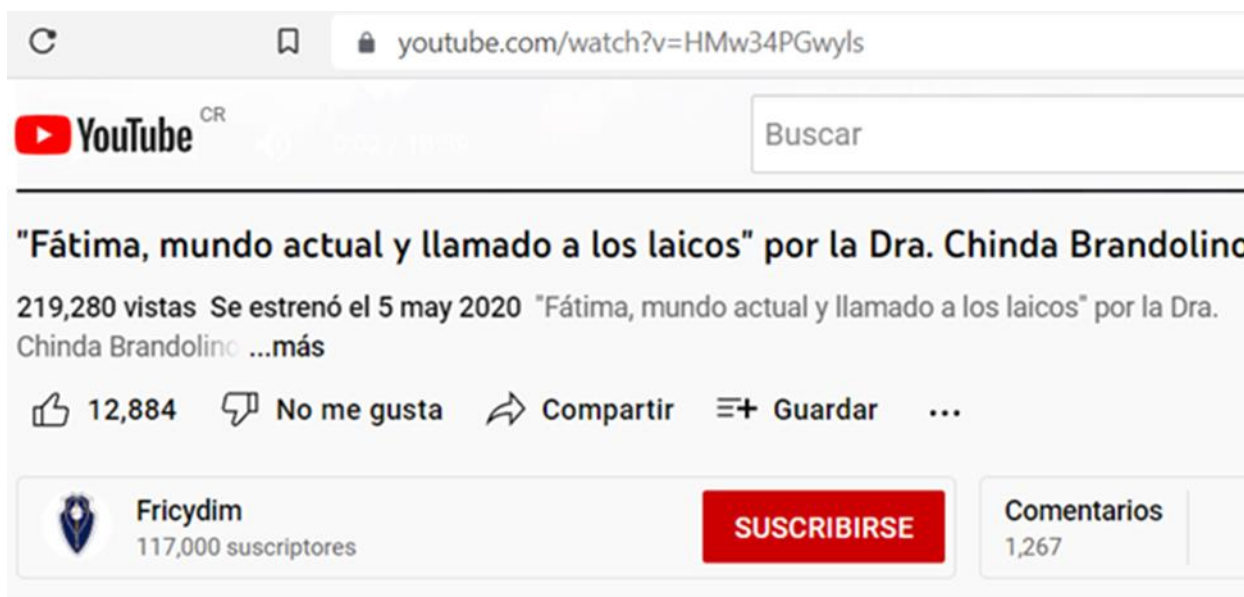 youtube.com/watch?v=HMw34PGwyls
YouTube CR
Buscar
"Fátima, mundo actual y llamado a los laicos" por la Dra. Chinda Brandolino
219,280 vistas Se estrenó el 5 may 2020 "Fátima, mundo actual y llamado a los laicos" por la Dra.
Chinda Brandolino ...más
12,884 No me gusta Compartir Guardar ...
Fricydim
117,000 suscriptores
SUSCRIBIRSE
Comentarios
1,267